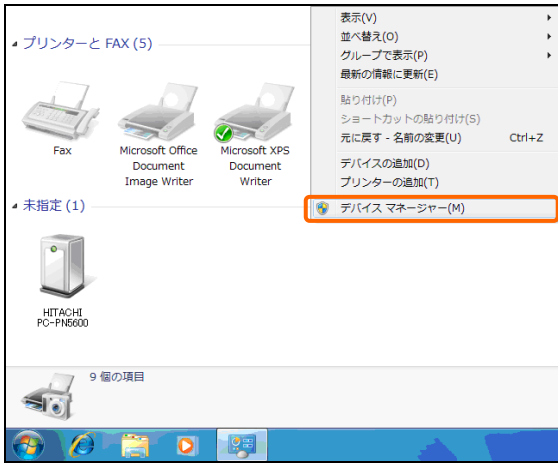 プリンターと FAX (5)
Fax
Microsoft Office
Document
Image Writer
Microsoft XPS
Document
Writer
未指定 (1)
HITACHI
PC-PN5600
9 個の項目
表示(V)
並べ替え(O)
グループで表示(P)
最新の情報に更新(E)
貼り付け(P)
ショートカットの貼り付け(S)
元に戻す - 名前の変更(U) Ctrl+Z
デバイスの追加(D)
プリンターの追加(T)
デバイス マネージャー(M)